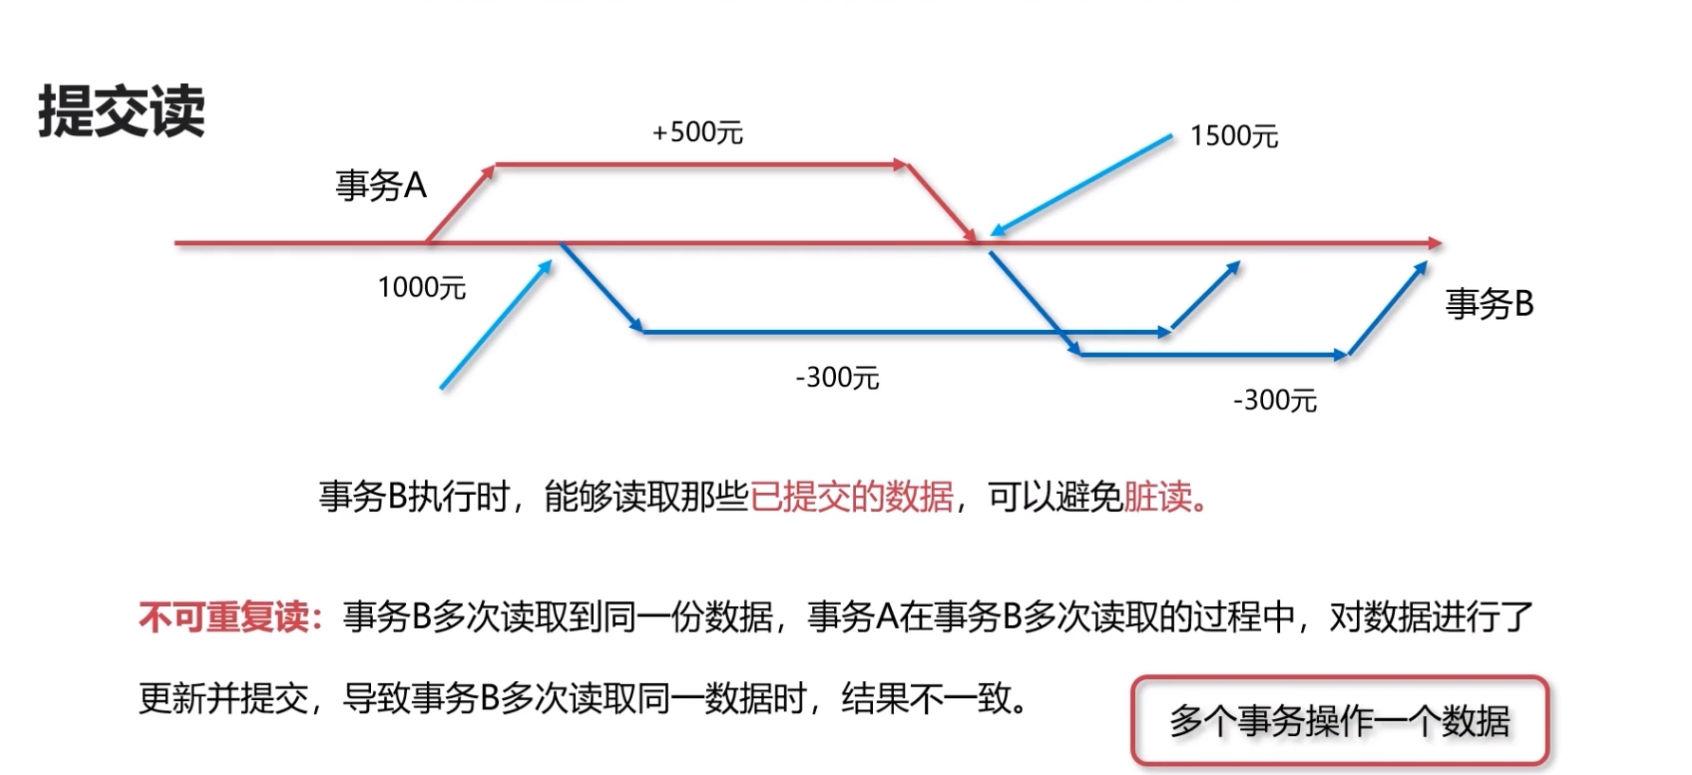 提交读
+500元
1500元
事务A
1000元
事务B
-300元
-300元
事务B执行时，能够读取那些已提交的数据，可以避免脏读。
不可重复读：事务B多次读取到同一份数据，事务A在事务B多次读取的过程中，对数据进行了
更新并提交，导致事务B多次读取同一数据时，结果不一致。
多个事务操作一个数据